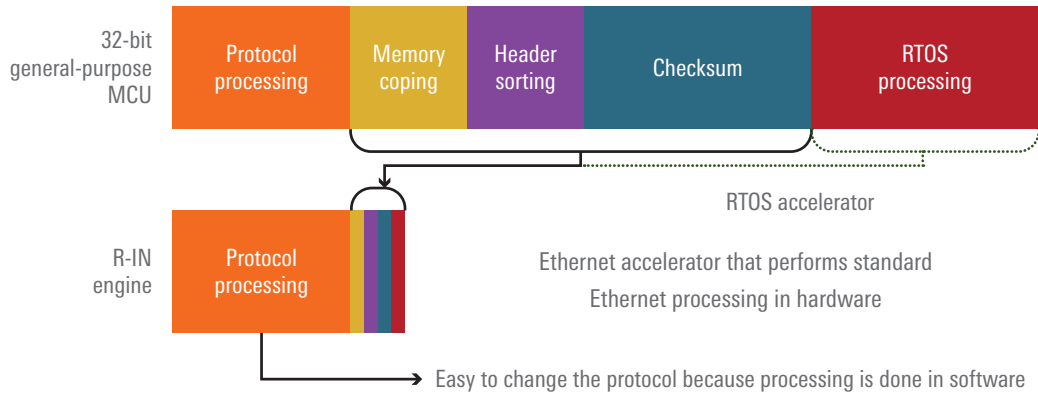 32-bit
general-purpose
MCU
Protocol
processing
Memory
coping
Header
sorting
Checksum
RTOS
processing
RTOS accelerator
R-IN
engine
Protocol
processing
Ethernet accelerator that performs standard
Ethernet processing in hardware
Easy to change the protocol because processing is done in software